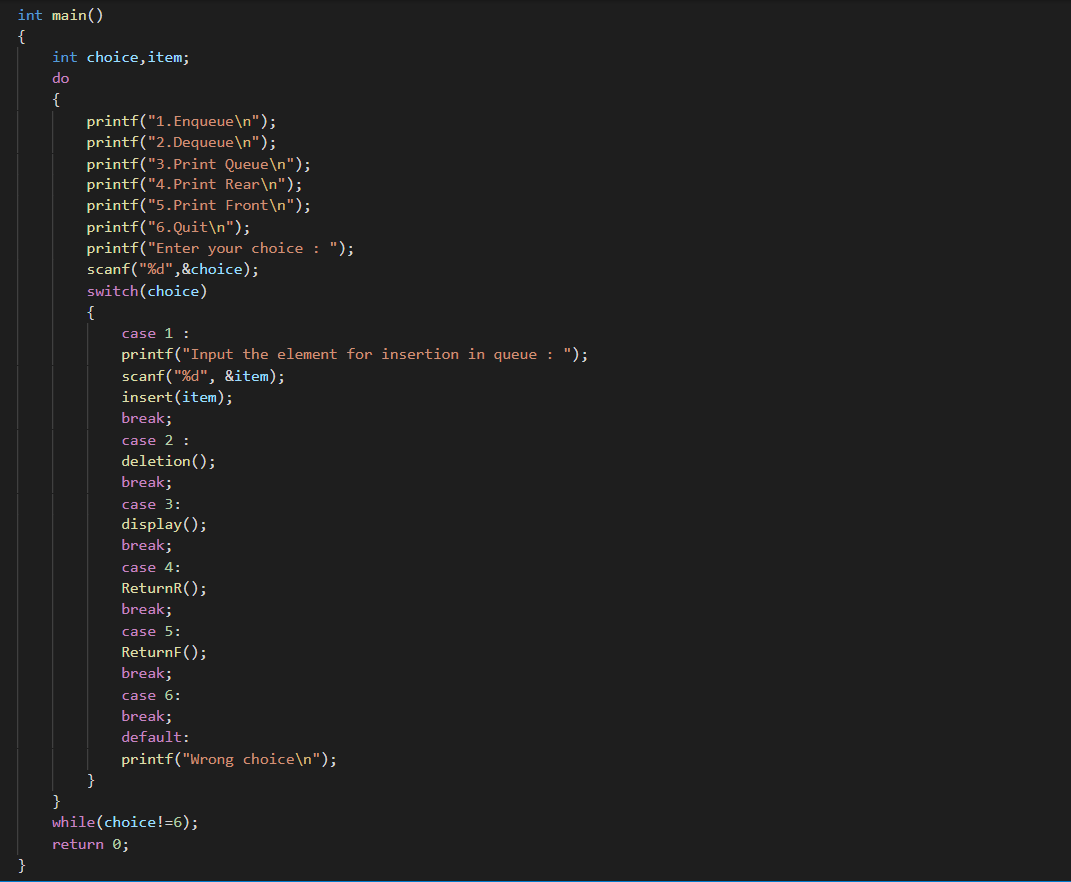 int main()
{
int choice,item;
do
{
printf("1.Enqueue\n");
printf("2.Dequeue\n");
printf("3.Print Queue\n");
printf("4.Print Rear\n");
printf("5.Print Front\n");
printf("6.Quit\n");
printf("Enter your choice : ");
scanf("%d",&choice);
switch(choice)
{
case 1 :
printf("Input the element for insertion in queue : ");
scanf("%d", &item);
insert(item);
break;
case 2 :
deletion();
break;
case 3:
display();
break;
case 4:
ReturnR();
break;
case 5:
ReturnF();
break;
case 6:
break;
default:
printf("Wrong choice\n");
}
}
while(choice!=6);
return 0;
}